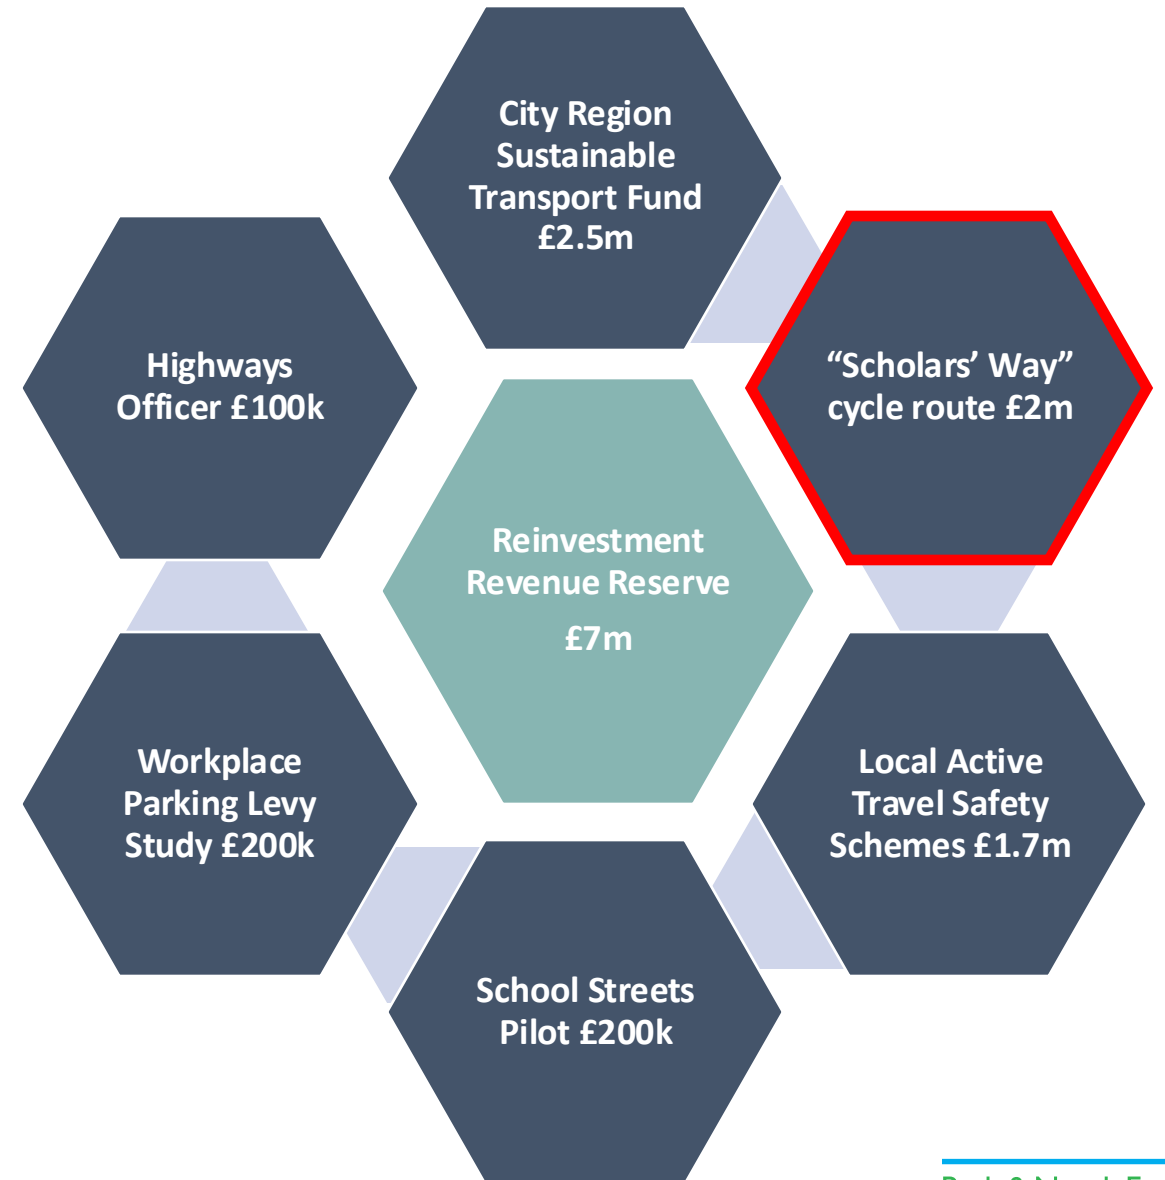 City Region
Sustainable
Transport Fund
£2.5m
Highways
Officer £100k
“Scholars’ Way”
cycle route £2m
Reinvestment
Revenue Reserve
£7m
Workplace
Parking Levy
Study £200k
Local Active
Travel Safety
Schemes £1.7m
School Streets
Pilot £200k